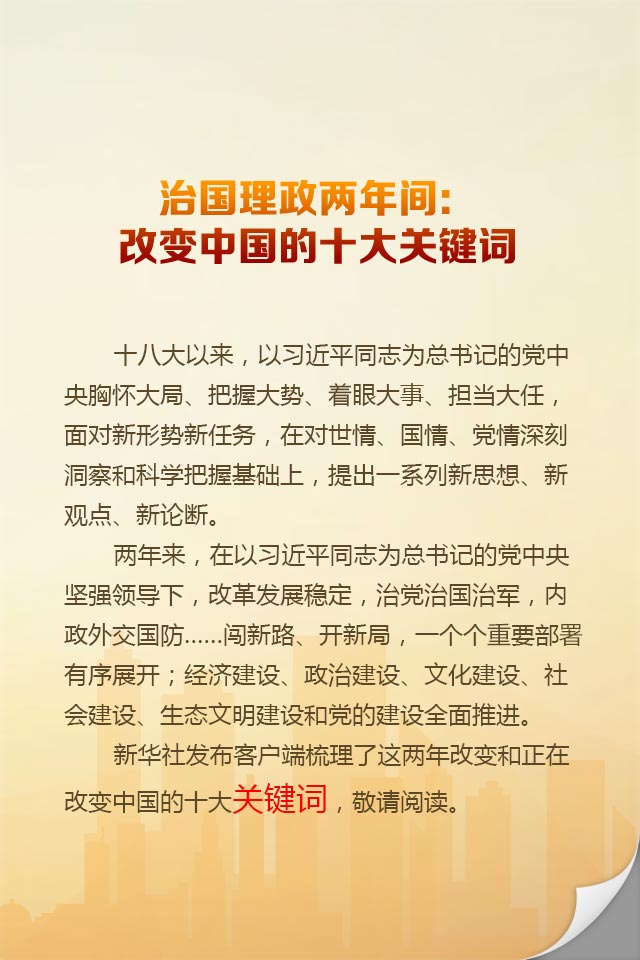 治国理政两年间：
改变中国的十大关键词
十八大以来，以习近平同志为总书记的党中
央胸怀大局、把握大势、着眼大事、担当大任，
面对新形势新任务，在对世情、国情、党情深刻
洞察和科学把握基础上，提出一系列新思想、新
观点、新论断。
两年来，在以习近平同志为总书记的党中央
坚强领导下，改革发展稳定，治党治国治军，内
政外交国防......闯新路、开新局，一个个重要部署
有序展开；经济建设、政治建设、文化建设、社
会建设、生态文明建设和党的建设全面推进。
新华社发布客户端梳理了这两年改变和正在
改变中国的十大关键词，敬请阅读。